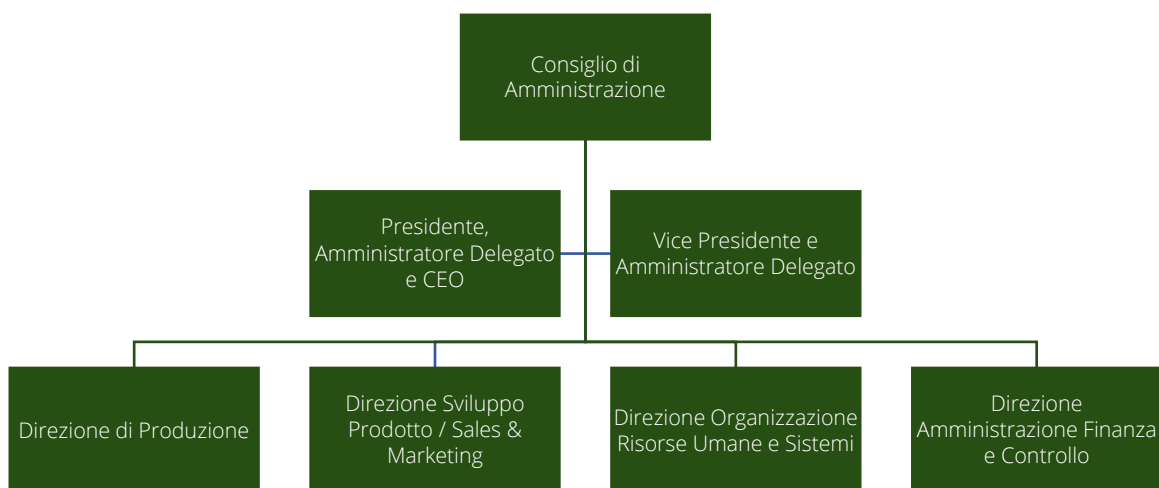 Consiglio di
Amministrazione
Presidente,
Amministratore Delegato
e CEO
Vice Presidente e
Amministratore Delegato
Direzione di Produzione
Direzione Sviluppo
Prodotto / Sales &
Marketing
Direzione Organizzazione
Risorse Umane e Sistemi
Direzione
Amministrazione Finanza
e Controllo